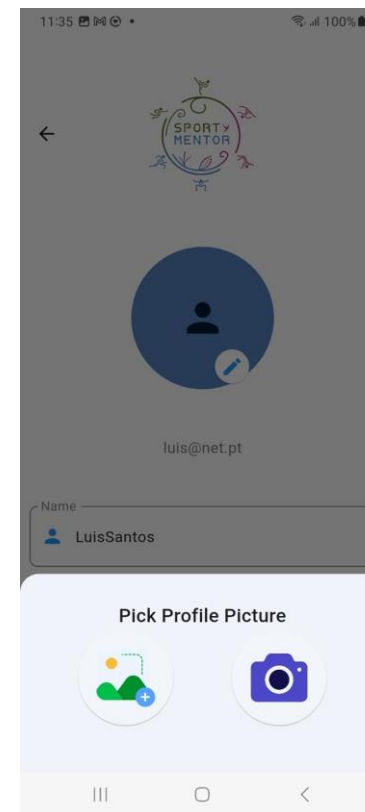 11:35
100%
SPORTY
MENTOR
luis@net.pt
Name
LuisSantos
Pick Profile Picture